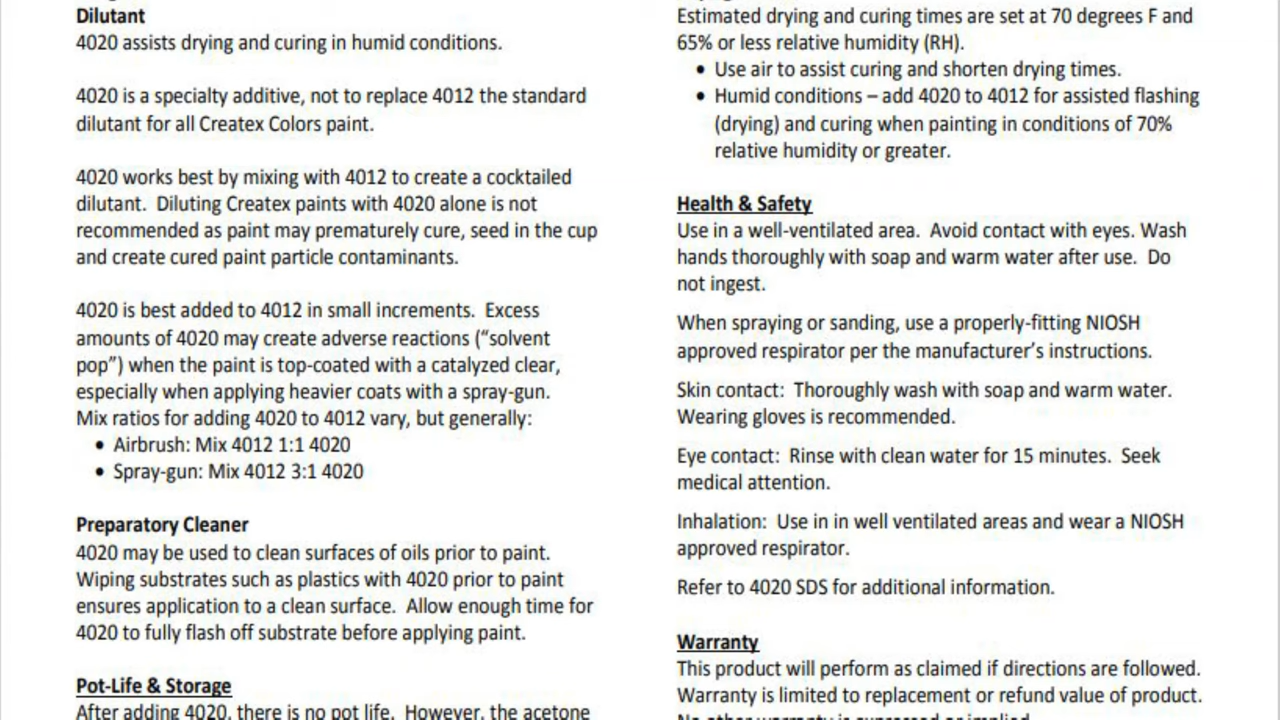 Dilutant
4020 assists drying and curing in humid conditions.
4020 is a specialty additive, not to replace 4012 the standard
dilutant for all Createx Colors paint.
4020 works best by mixing with 4012 to create a cocktailed
dilutant.  Diluting Createx paints with 4020 alone is not
recommended as paint may prematurely cure, seed in the cup
and create cured paint particle contaminants.
4020 is best added to 4012 in small increments.  Excess
amounts of 4020 may create adverse reactions (“solvent
pop”) when the paint is top-coated with a catalyzed clear,
especially when applying heavier coats with a spray-gun.
Mix ratios for adding 4020 to 4012 vary, but generally:
• Airbrush: Mix 4012 1:1 4020
• Spray-gun: Mix 4012 3:1 4020
Preparatory Cleaner
4020 may be used to clean surfaces of oils prior to paint.
Wiping substrates such as plastics with 4020 prior to paint
ensures application to a clean surface.  Allow enough time for
4020 to fully flash off substrate before applying paint.
Pot-Life & Storage
After adding 4020, there is no pot life.  However, the acetone
Estimated drying and curing times are set at 70 degrees F and
65% or less relative humidity (RH).
• Use air to assist curing and shorten drying times.
• Humid conditions – add 4020 to 4012 for assisted flashing
(drying) and curing when painting in conditions of 70%
relative humidity or greater.
Health & Safety
Use in a well-ventilated area.  Avoid contact with eyes. Wash
hands thoroughly with soap and warm water after use.  Do
not ingest.
When spraying or sanding, use a properly-fitting NIOSH
approved respirator per the manufacturer’s instructions.
Skin contact:  Thoroughly wash with soap and warm water.
Wearing gloves is recommended.
Eye contact:  Rinse with clean water for 15 minutes.  Seek
medical attention.
Inhalation:  Use in in well ventilated areas and wear a NIOSH
approved respirator.
Refer to 4020 SDS for additional information.
Warranty
This product will perform as claimed if directions are followed.
Warranty is limited to replacement or refund value of product.
No other warranty is expressed or implied.